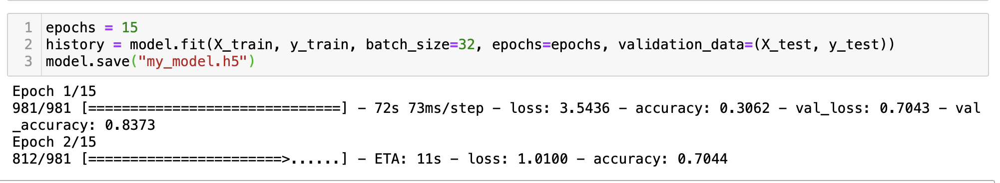 1 epochs = 15
2 history = model.fit(X_train, y_train, batch_size=32, epochs=epochs, validation_data=(X_test, y_test))
3 model.save("my_model.h5")
Epoch 1/15
981/981 [==============================] - 72s 73ms/step - loss: 3.5436 - accuracy: 0.3062 - val_loss: 0.7043 - val
_accuracy: 0.8373
Epoch 2/15
812/981 [=======================>......] - ETA: 11s - loss: 1.0100 - accuracy: 0.7044